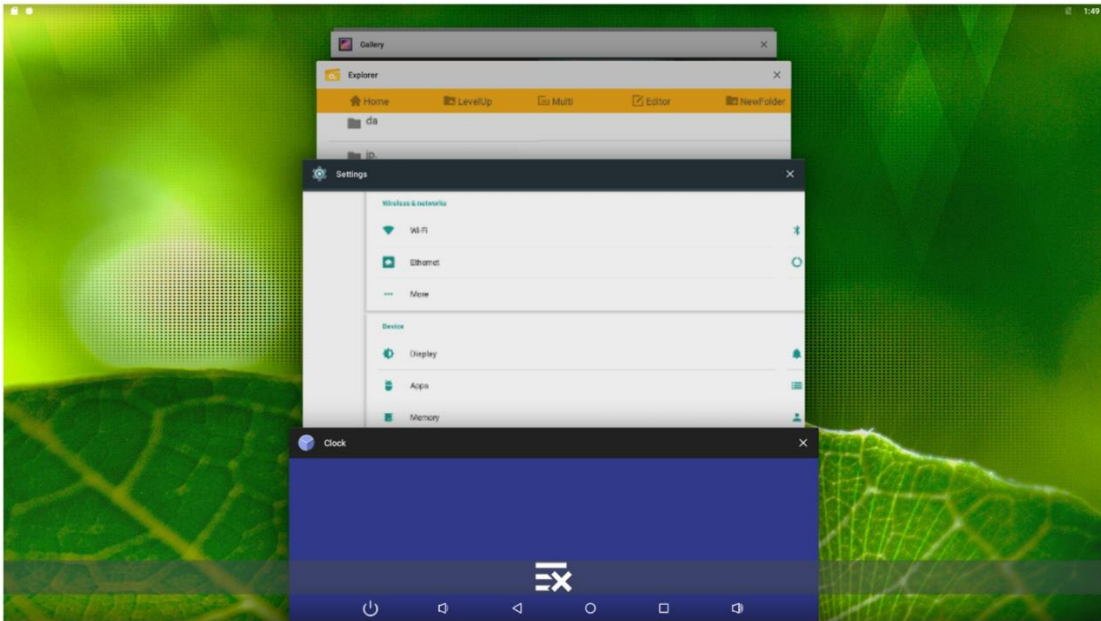 1:49
Gallery
Explorer
Home LevelUp Multi Editor NewFolder
da
ip.
Settings
Wireless & networks
Wi-Fi
Ethernet
More
Device
Display
Apps
Memory
Clock